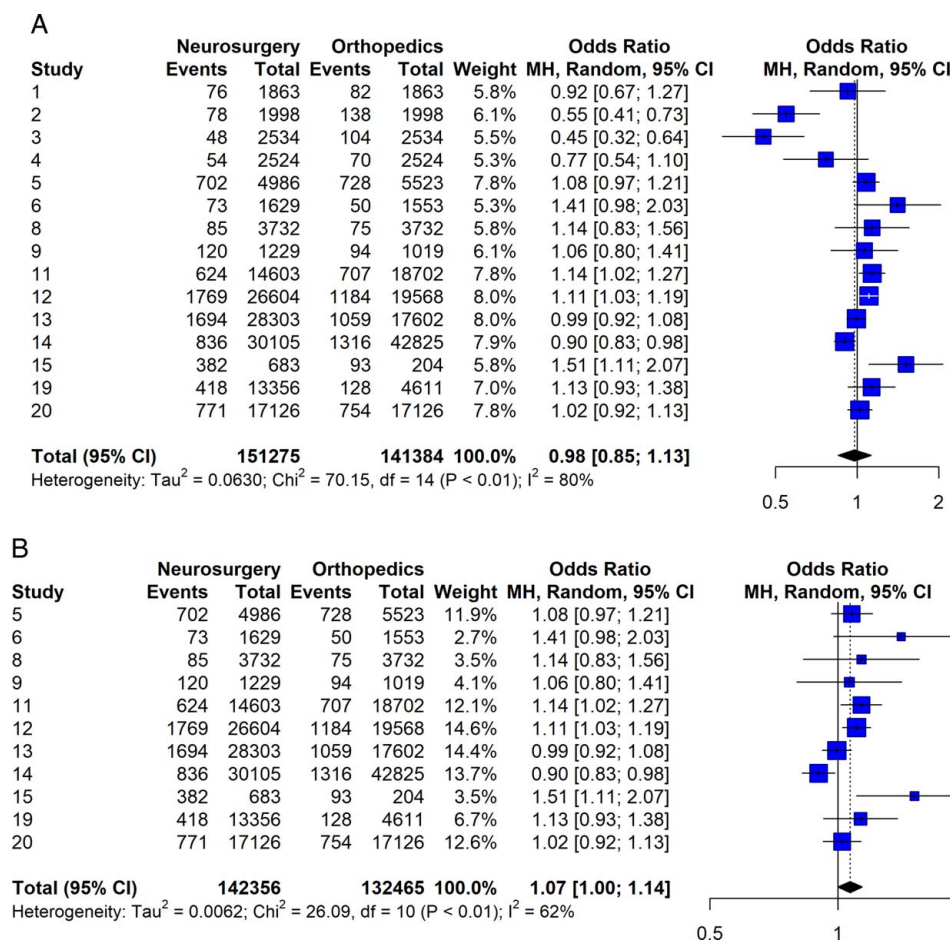 A
Neurosurgery Orthopedics Odds Ratio Odds Ratio
Study Events Total Events Total Weight MH, Random, 95% CI MH, Random, 95% CI
1 76 1863 82 1863 5.8% 0.92 [0.67; 1.27]
2 78 1998 138 1998 6.1% 0.55 [0.41; 0.73]
3 48 2534 104 2534 5.5% 0.45 [0.32; 0.64]
4 54 2524 70 2524 5.3% 0.77 [0.54; 1.10]
5 702 4986 728 5523 7.8% 1.08 [0.97; 1.21]
6 73 1629 50 1553 5.3% 1.41 [0.98; 2.03]
8 85 3732 75 3732 5.8% 1.14 [0.83; 1.56]
9 120 1229 94 1019 6.1% 1.06 [0.80; 1.41]
11 624 14603 707 18702 7.8% 1.14 [1.02; 1.27]
12 1769 26604 1184 19568 8.0% 1.11 [1.03; 1.19]
13 1694 28303 1059 17602 8.0% 0.99 [0.92; 1.08]
14 836 30105 1316 42825 7.9% 0.90 [0.83; 0.98]
15 382 683 93 204 5.8% 1.51 [1.11; 2.07]
19 418 13356 128 4611 7.0% 1.13 [0.93; 1.38]
20 771 17126 754 17126 7.8% 1.02 [0.92; 1.13]
Total (95% CI) 151275 141384 100.0% 0.98 [0.85; 1.13]
Heterogeneity: Tau² = 0.0630; Chi² = 70.15, df = 14 (P < 0.01); I² = 80%
0.5 1 2
B
Neurosurgery Orthopedics Odds Ratio Odds Ratio
Study Events Total Events Total Weight MH, Random, 95% CI MH, Random, 95% CI
5 702 4986 728 5523 11.9% 1.08 [0.97; 1.21]
6 73 1629 50 1553 2.7% 1.41 [0.98; 2.03]
8 85 3732 75 3732 3.5% 1.14 [0.83; 1.56]
9 120 1229 94 1019 4.1% 1.06 [0.80; 1.41]
11 624 14603 707 18702 12.1% 1.14 [1.02; 1.27]
12 1769 26604 1184 19568 14.6% 1.11 [1.03; 1.19]
13 1694 28303 1059 17602 14.4% 0.99 [0.92; 1.08]
14 836 30105 1316 42825 13.7% 0.90 [0.83; 0.98]
15 382 683 93 204 3.5% 1.51 [1.11; 2.07]
19 418 13356 128 4611 6.7% 1.13 [0.93; 1.38]
20 771 17126 754 17126 12.6% 1.02 [0.92; 1.13]
Total (95% CI) 142356 132465 100.0% 1.07 [1.00; 1.14]
Heterogeneity: Tau² = 0.0062; Chi² = 26.09, df = 10 (P < 0.01); I² = 62%
0.5 1